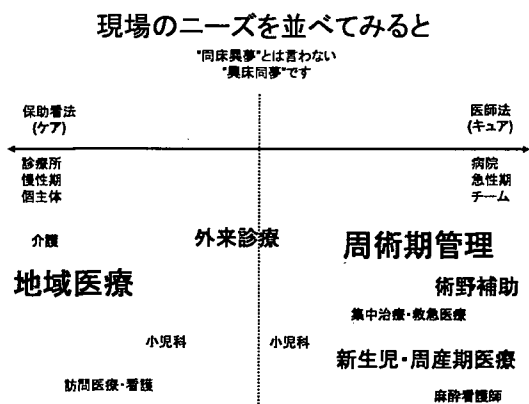 現場のニーズを並べてみると
"同床異夢"とは言わない
"異床同夢"です
保助看法
(ケア)
医師法
(キュア)
診療所
慢性期
個主体
病院
急性期
チーム
介護
外来診療
周術期管理
地域医療
術野補助
集中治療・救急医療
小児科
小児科
新生児・周産期医療
訪問医療・看護
麻酔看護師